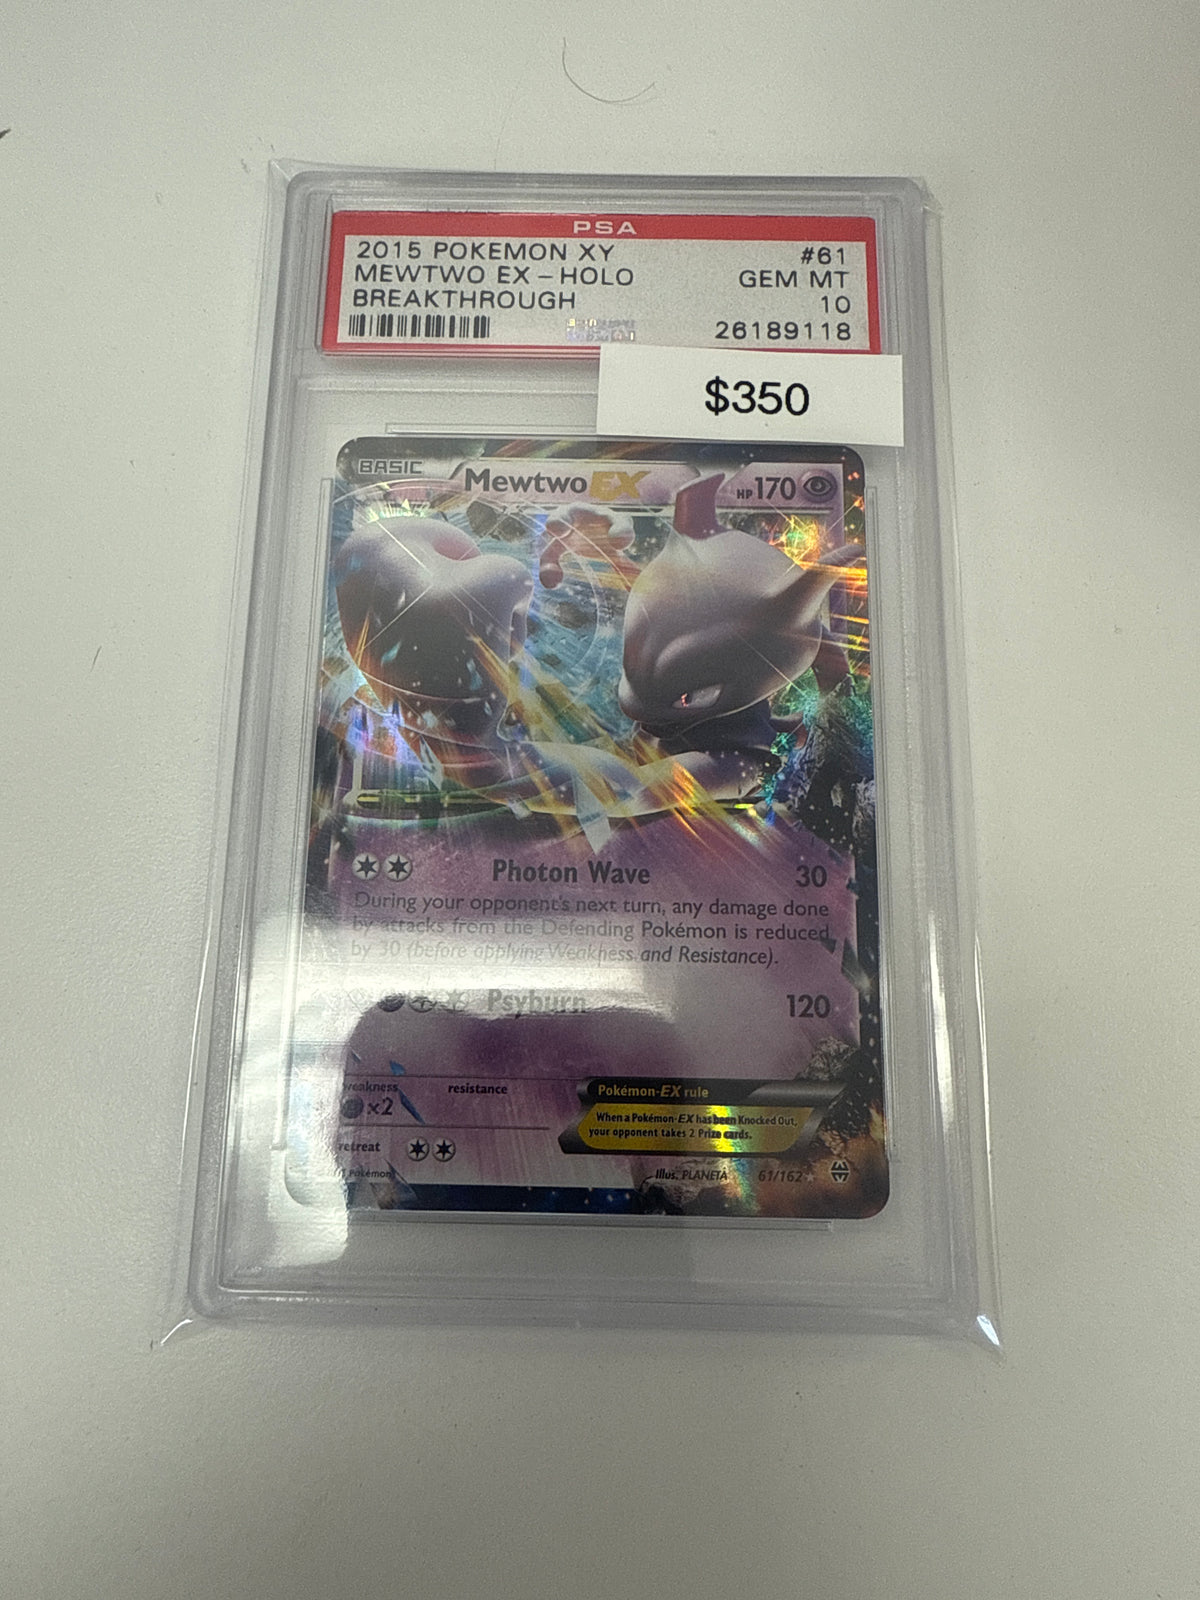 PSA
2015 POKEMON XY #61
MEWTWO EX - HOLO GEM MT
BREAKTHROUGH 10
26189118
$350
BASIC Mewtwo EX HP170
Photon Wave 30
During your opponent's next turn, any damage done
by attacks from the Defending Pokémon is reduced
by 30 (before applying Weakness and Resistance).
Psyburn 120
weakness resistance
×2
Pokémon-EX rule
When a Pokémon-EX has been Knocked Out,
your opponent takes 2 Prize cards.
retreat
Pokémon
Illus. PLANETA 61/162